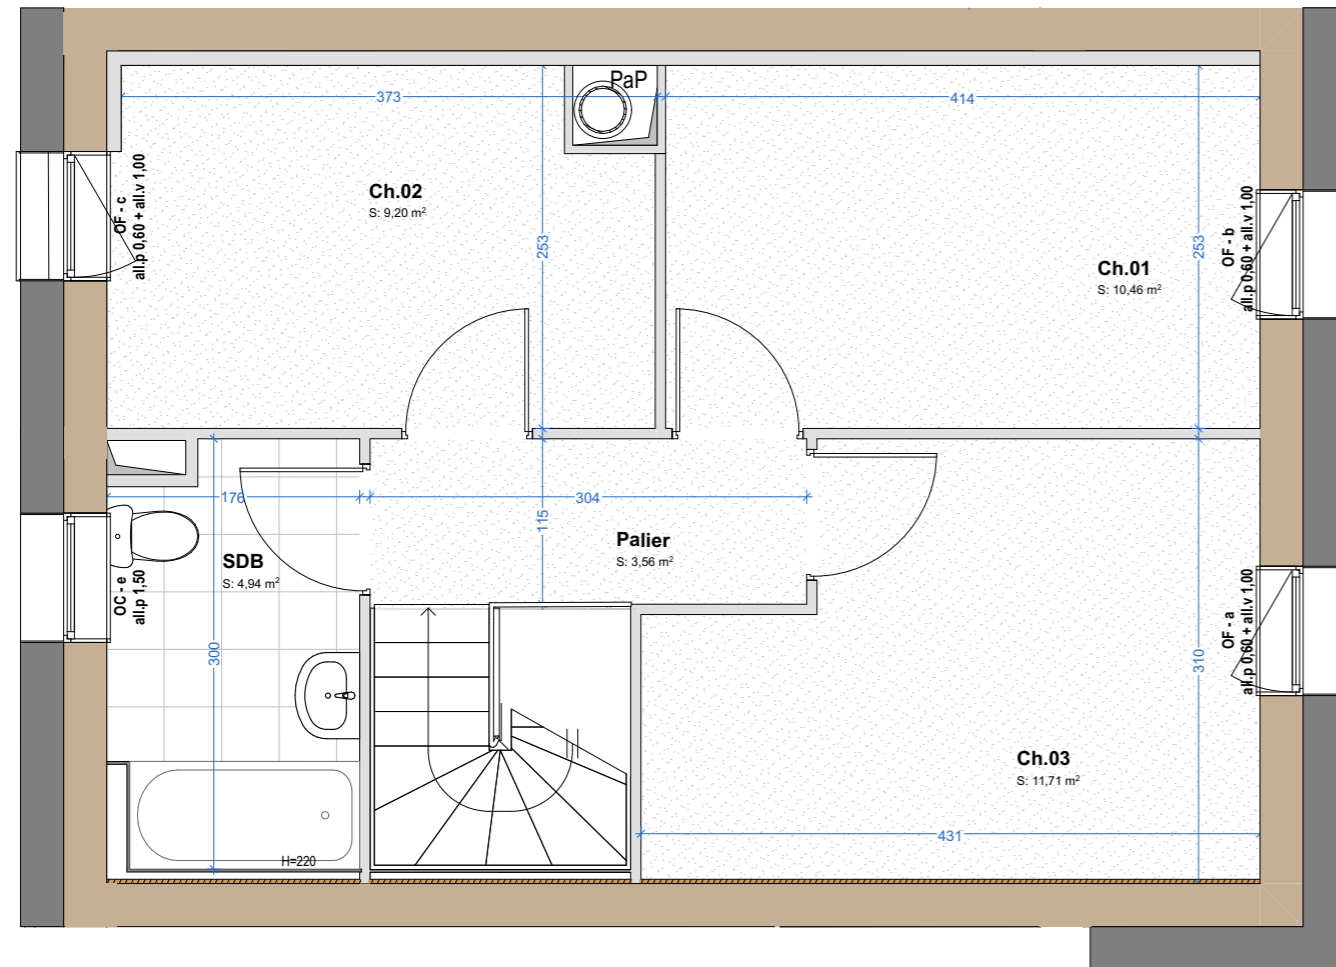 PaP
373
414
Ch.02
S: 9,20 m²
OF - c
all.p 0,60 + all.v 1,00
253
253
OF - b
all.p 0,60 + all.v 1,00
Ch.01
S: 10,46 m²
176
304
115
Palier
S: 3,56 m²
SDB
S: 4,94 m²
OC - e
all.p 1,50
300
310
OF - a
all.p 0,60 + all.v 1,00
Ch.03
S: 11,71 m²
431
H=220